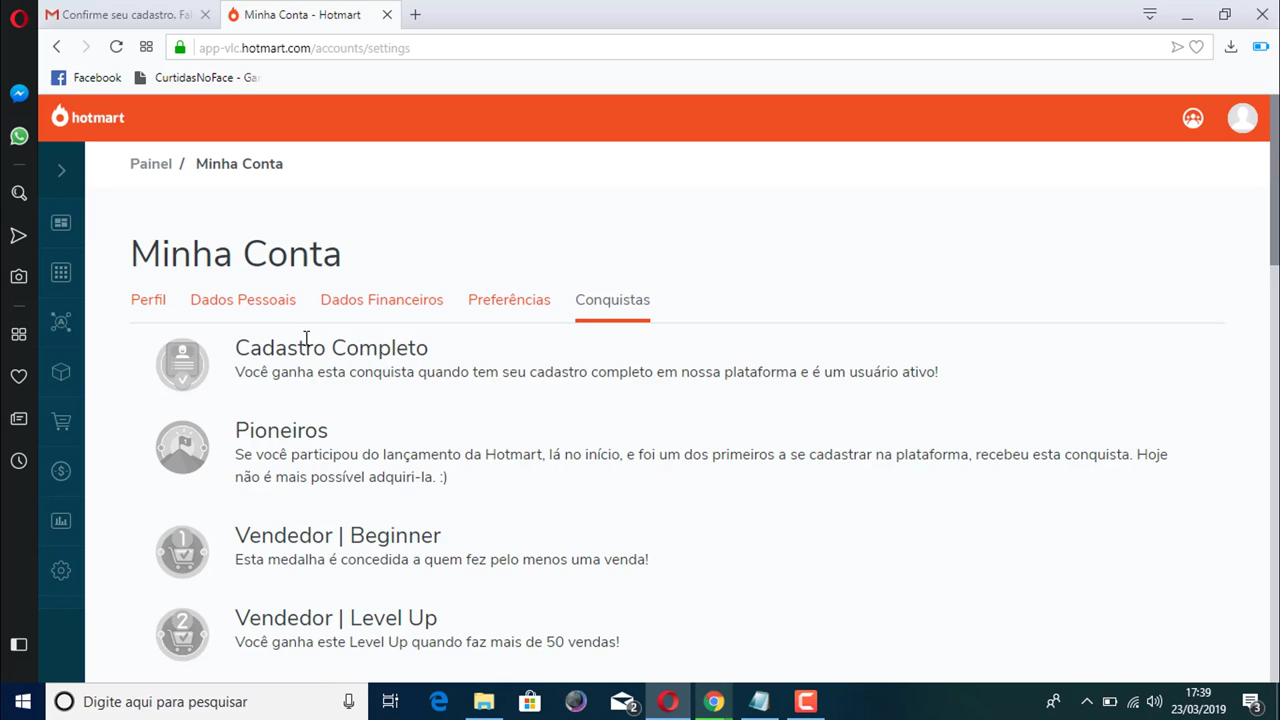 Confirme seu cadastro. Fal
Minha Conta - Hotmart
app-vlc.hotmart.com/accounts/settings
Facebook
CurtidasNoFace - Ga
hotmart
Painel / Minha Conta
Minha Conta
Perfil
Dados Pessoais
Dados Financeiros
Preferências
Conquistas
Cadastro Completo
Você ganha esta conquista quando tem seu cadastro completo em nossa plataforma e é um usuário ativo!
Pioneiros
Se você participou do lançamento da Hotmart, lá no início, e foi um dos primeiros a se cadastrar na plataforma, recebeu esta conquista. Hoje
não é mais possível adquiri-la. :)
1
Vendedor | Beginner
Esta medalha é concedida a quem fez pelo menos uma venda!
2
Vendedor | Level Up
Você ganha este Level Up quando faz mais de 50 vendas!
Digite aqui para pesquisar
2
17:39
23/03/2019
3